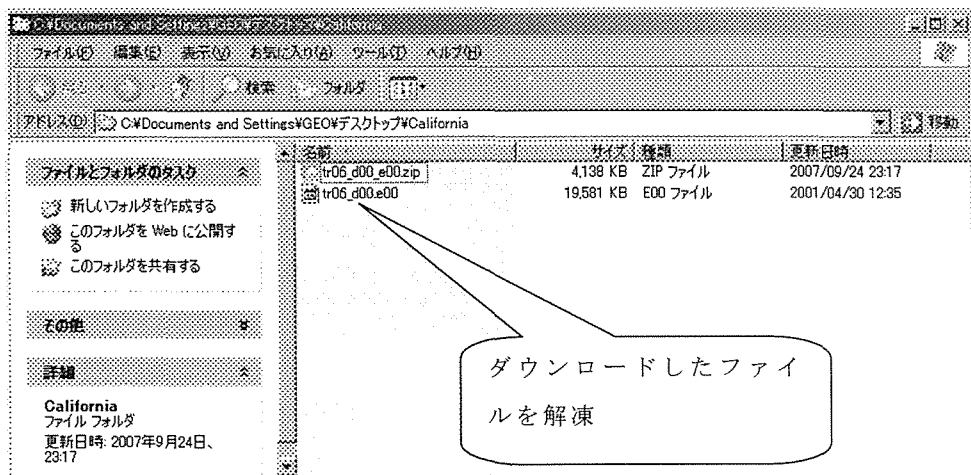 C:¥Documents and Settings¥GEO¥デスクトップ¥California
ファイル(F) 編集(E) 表示(V) お気に入り(A) ツール(T) ヘルプ(H)
検索 フォルダ
アドレス(D) C:¥Documents and Settings¥GEO¥デスクトップ¥California 移動
ファイルとフォルダのタスク
新しいフォルダを作成する
このフォルダを Web に公開す
る
このフォルダを共有する
その他
詳細
California
ファイル フォルダ
更新日時: 2007年9月24日、
23:17
名前 サイズ 種類 更新日時
tr06_d00_e00.zip 4,138 KB ZIP ファイル 2007/09/24 23:17
tr06_d00.e00 19,581 KB E00 ファイル 2001/04/30 12:35
ダウンロードしたファイ
ルを解凍